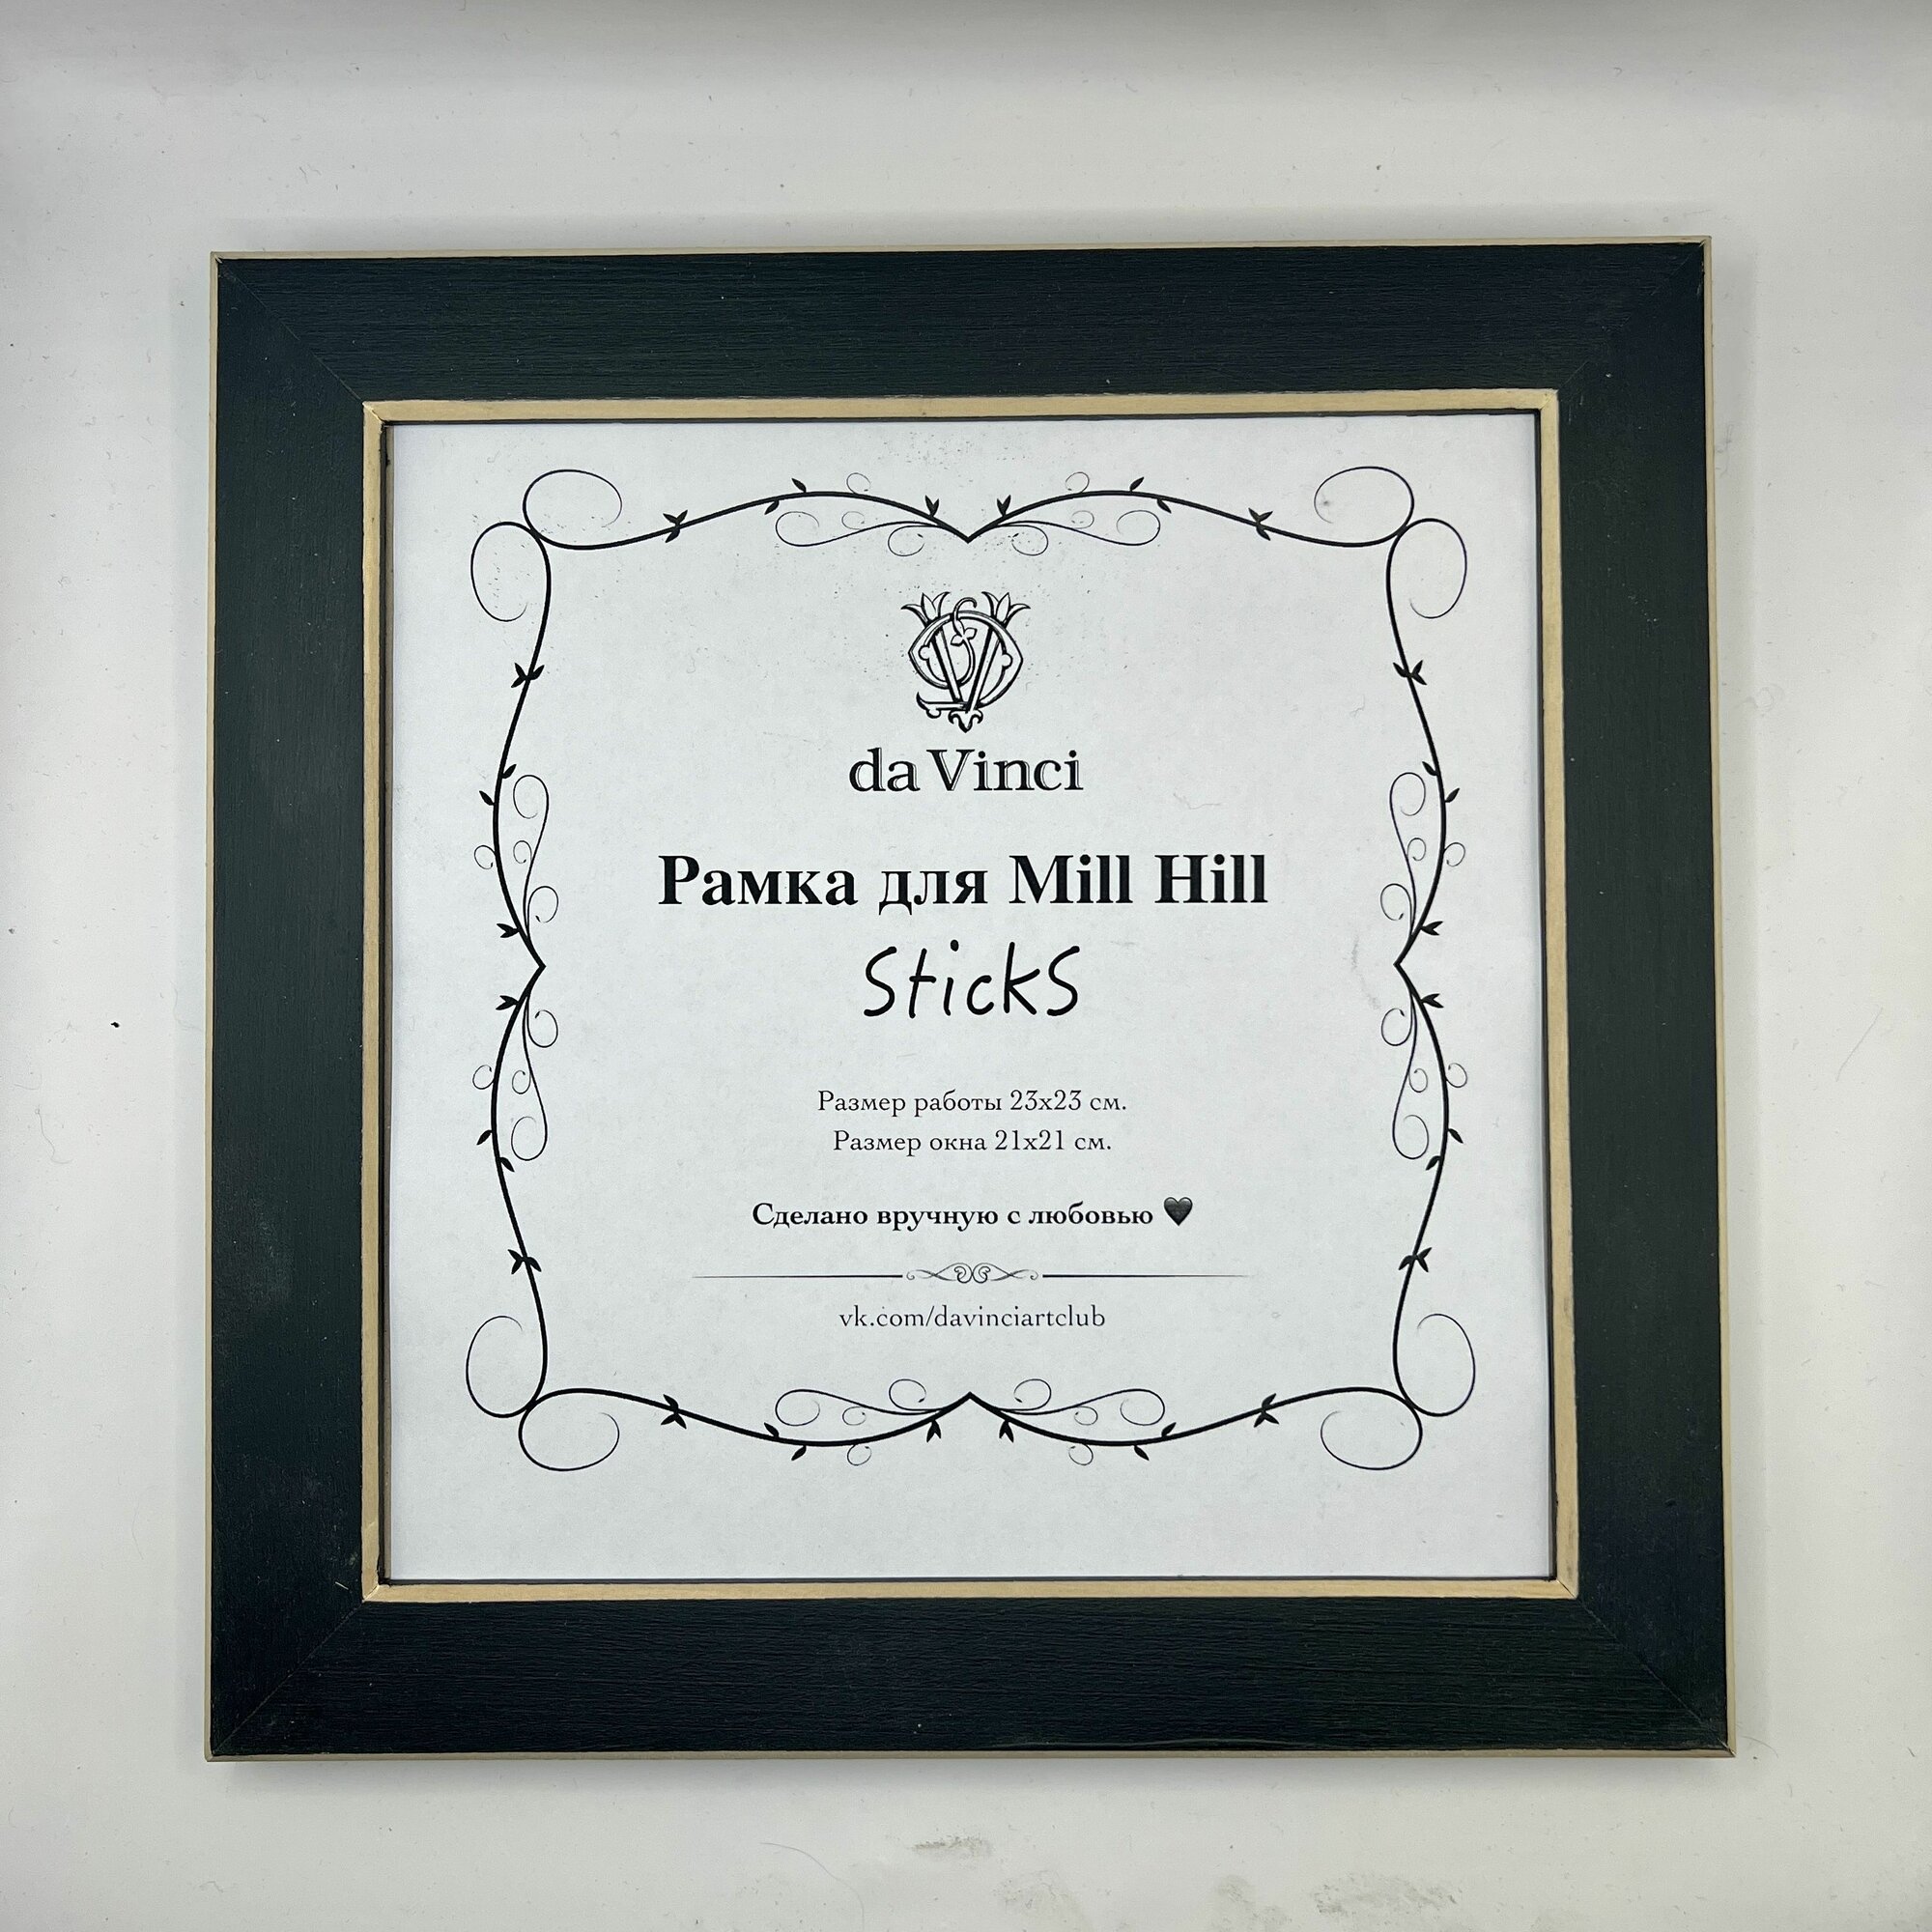 da Vinci
Рамка для Mill Hill
Sticks
Размер работы 23x23 см.
Размер окна 21x21 см.
Сделано вручную с любовью 🖤
vk.com/davinciartclub